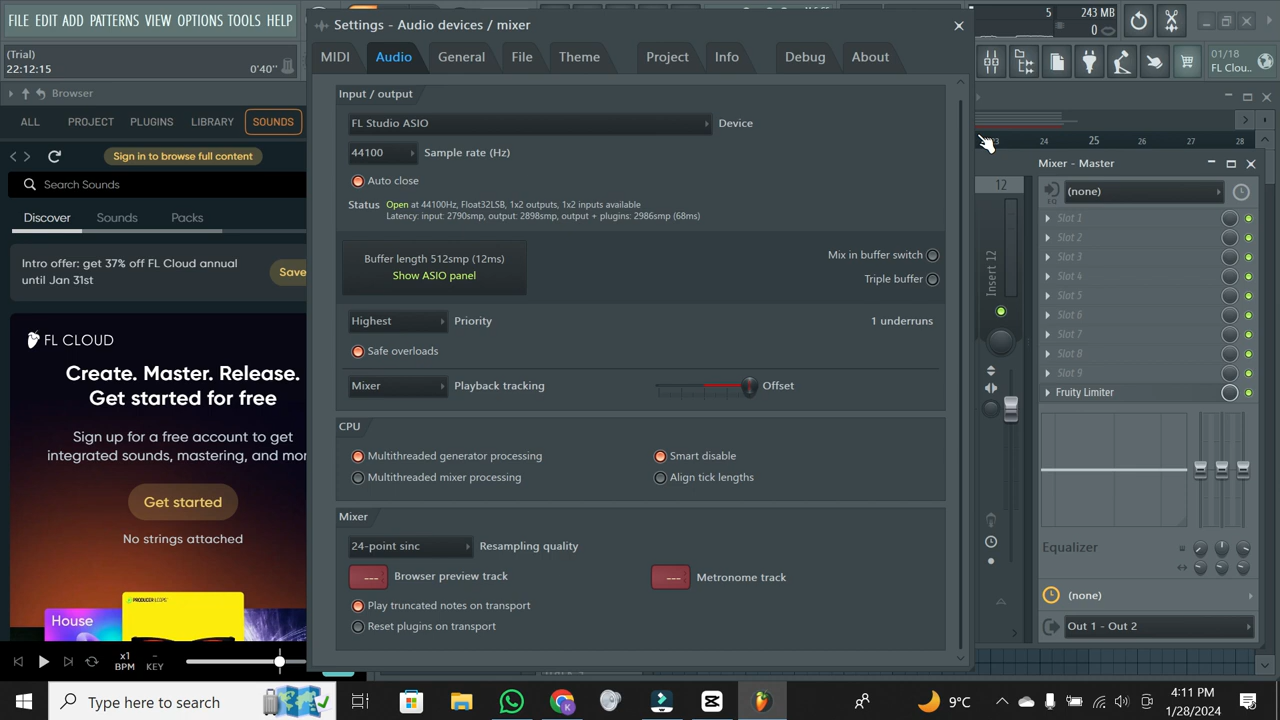 FILE EDIT ADD PATTERNS VIEW OPTIONS TOOLS HELP
(Trial)
22:12:15
0'40"
Browser
ALL
PROJECT
PLUGINS
LIBRARY
SOUNDS
Sign in to browse full content
Search Sounds
Discover
Sounds
Packs
Intro offer: get 37% off FL Cloud annual
until Jan 31st
Save
FL CLOUD
Create. Master. Release.
Get started for free
Sign up for a free account to get
integrated sounds, mastering, and mor
Get started
No strings attached
House
PRODUCER LOOPS
x1
BPM
--
KEY
Settings - Audio devices / mixer
MIDI
Audio
General
File
Theme
Project
Info
Debug
About
Input / output
FL Studio ASIO
Device
44100
Sample rate (Hz)
Auto close
Status
Open at 44100Hz, Float32LSB, 1x2 outputs, 1x2 inputs available
Latency: input: 2790smp, output: 2898smp, output + plugins: 2986smp (68ms)
Buffer length 512smp (12ms)
Show ASIO panel
Mix in buffer switch
Triple buffer
Highest
Priority
1 underruns
Safe overloads
Mixer
Playback tracking
Offset
CPU
Multithreaded generator processing
Smart disable
Multithreaded mixer processing
Align tick lengths
Mixer
24-point sinc
Resampling quality
---
Browser preview track
---
Metronome track
Play truncated notes on transport
Reset plugins on transport
5
243 MB
0
01/18
FL Clou..
23
24
25
26
27
28
Mixer - Master
12
Insert 12
(none)
Slot 1
Slot 2
Slot 3
Slot 4
Slot 5
Slot 6
Slot 7
Slot 8
Slot 9
Fruity Limiter
Equalizer
(none)
Out 1 - Out 2
Type here to search
9°C
4:11 PM
1/28/2024